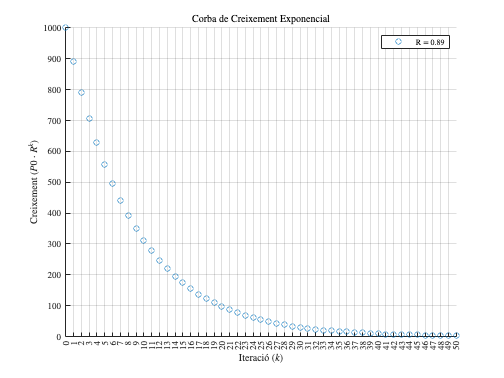 Corba de Creixement Exponencial
R = 0.89
Creixement (P0 · R^k)
1000
900
800
700
600
500
400
300
200
100
0
0 1 2 3 4 5 6 7 8 9 10 11 12 13 14 15 16 17 18 19 20 21 22 23 24 25 26 27 28 29 30 31 32 33 34 35 36 37 38 39 40 41 42 43 44 45 46 47 48 49 50
Iteració (k)